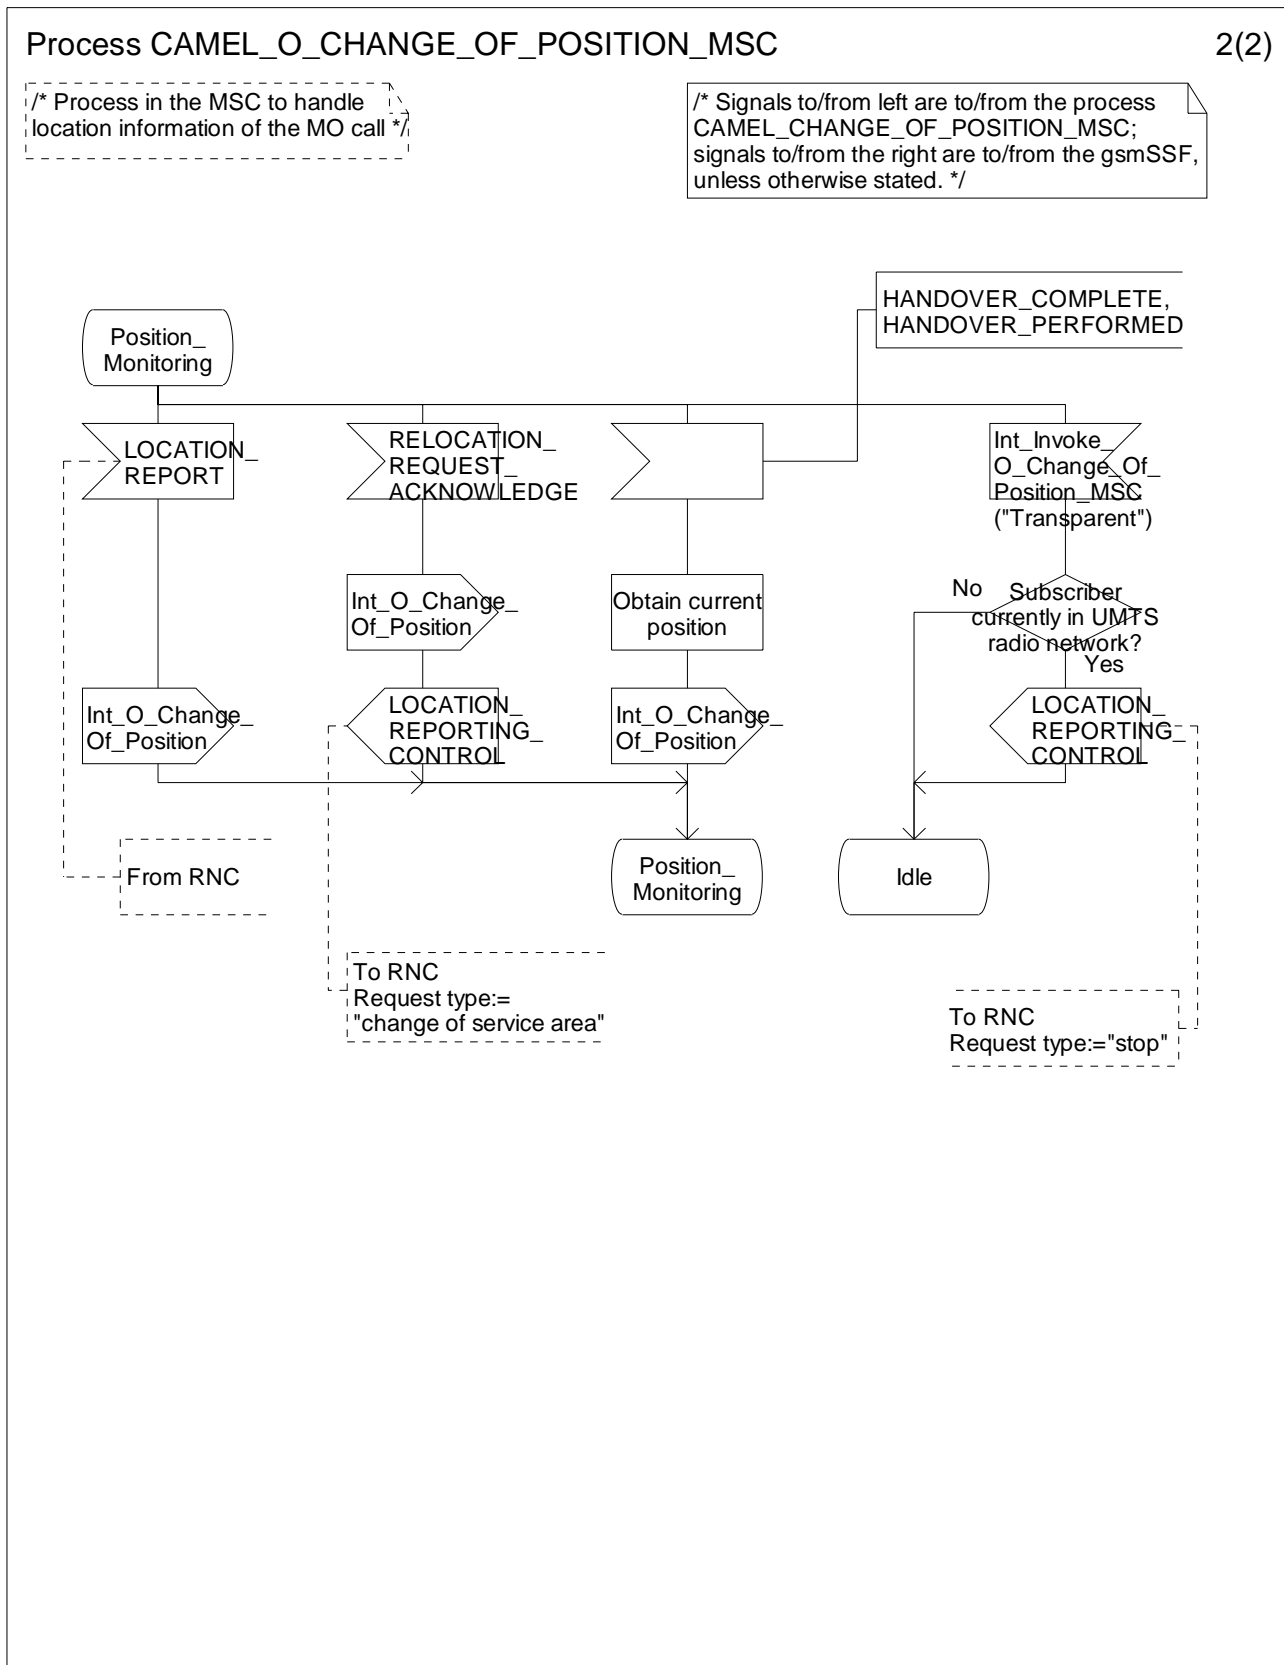 Process CAMEL_O_CHANGE_OF_POSITION_MSC
2(2)
/* Process in the MSC to handle
location information of the MO call */
/* Signals to/from left are to/from the process
CAMEL_CHANGE_OF_POSITION_MSC;
signals to/from the right are to/from the gsmSSF,
unless otherwise stated. */
HANDOVER_COMPLETE,
HANDOVER_PERFORMED
Position_
Monitoring
LOCATION_
REPORT
RELOCATION_
REQUEST_
ACKNOWLEDGE
Int_Invoke_
O_Change_Of_
Position_MSC
("Transparent")
Int_O_Change_
Of_Position
Obtain current
position
No
Subscriber
currently in UMTS
radio network?
Yes
Int_O_Change_
Of_Position
LOCATION_
REPORTING_
CONTROL
Int_O_Change_
Of_Position
LOCATION_
REPORTING_
CONTROL
From RNC
Position_
Monitoring
Idle
To RNC
Request type:=
"change of service area"
To RNC
Request type:="stop"